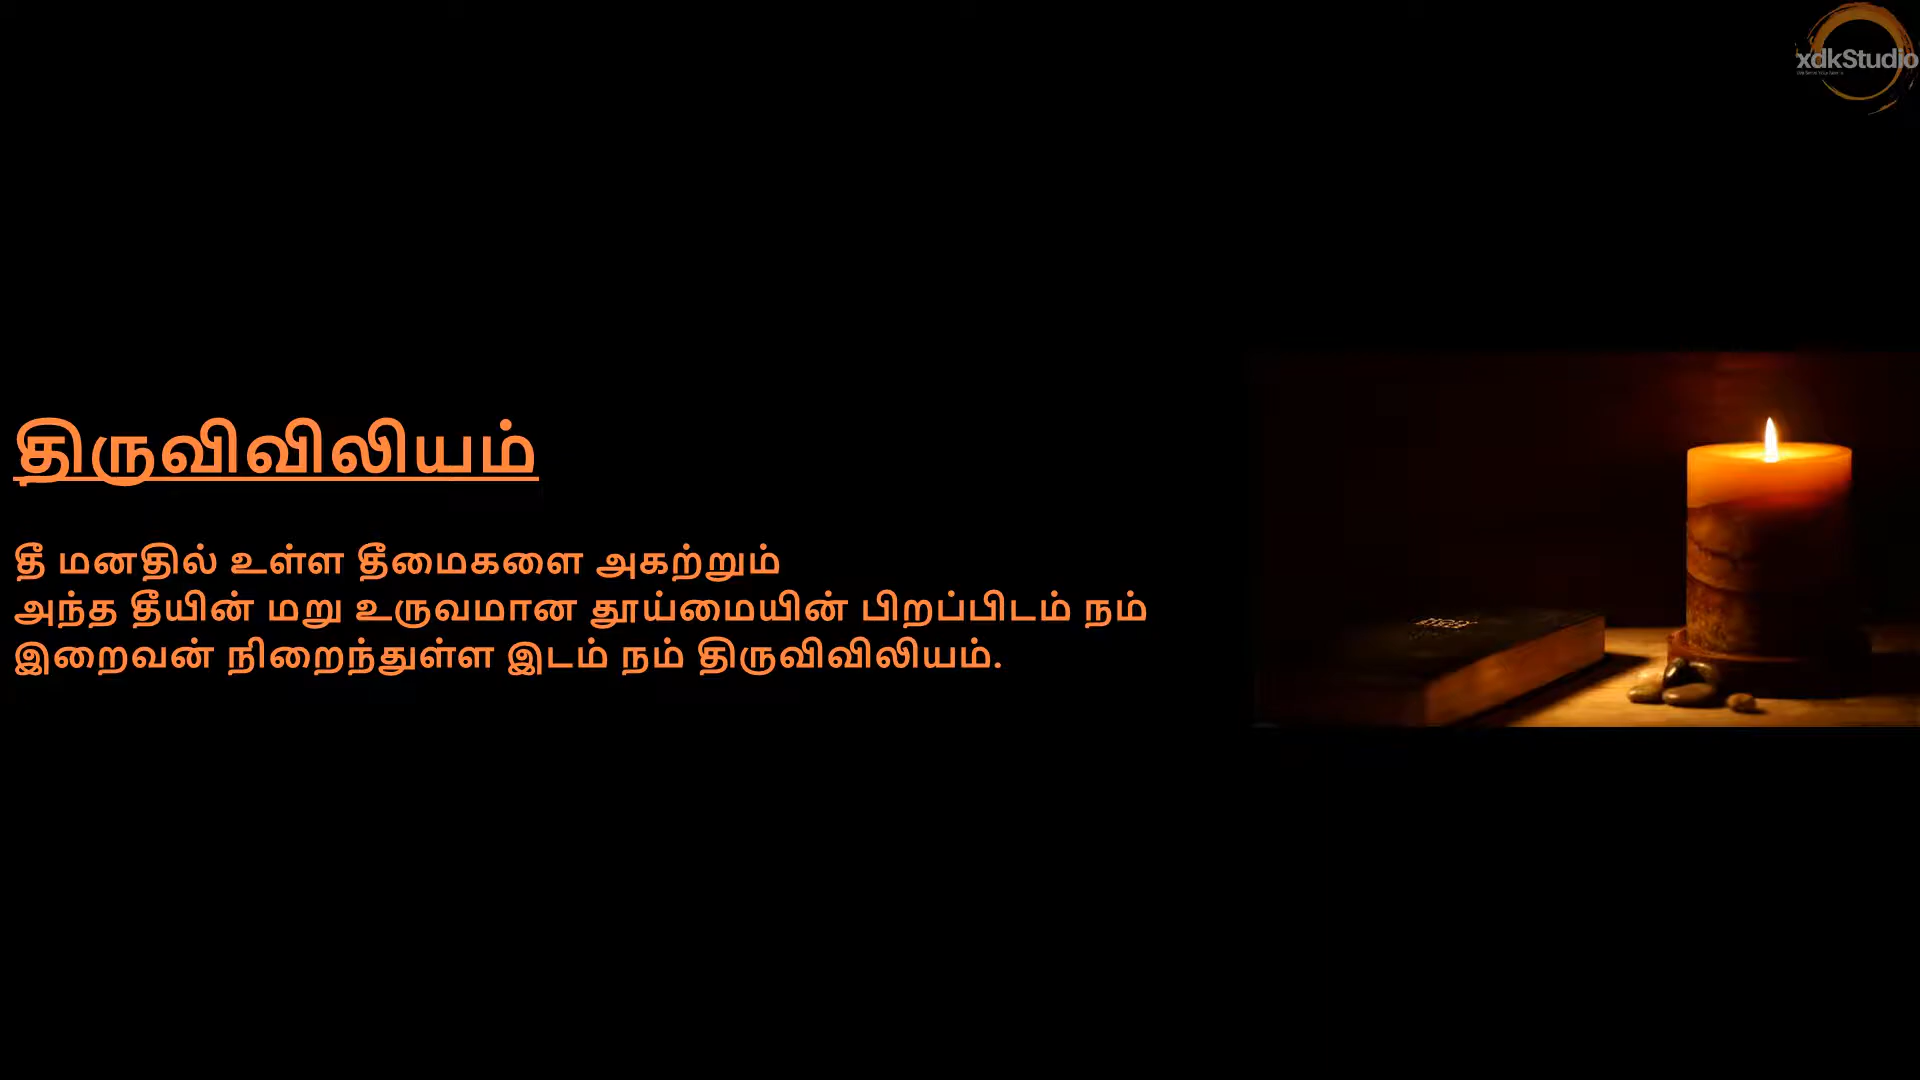 xdkStudio
திருவிவிலியம்
தீ மனதில் உள்ள தீமைகளை அகற்றும்
அந்த தீயின் மறு உருவமான தூய்மையின் பிறப்பிடம் நம்
இறைவன் நிறைந்துள்ள இடம் நம் திருவிவிலியம்.